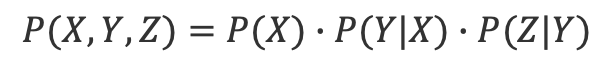 P(X, Y, Z) = P(X) · P(Y|X) · P(Z|Y)